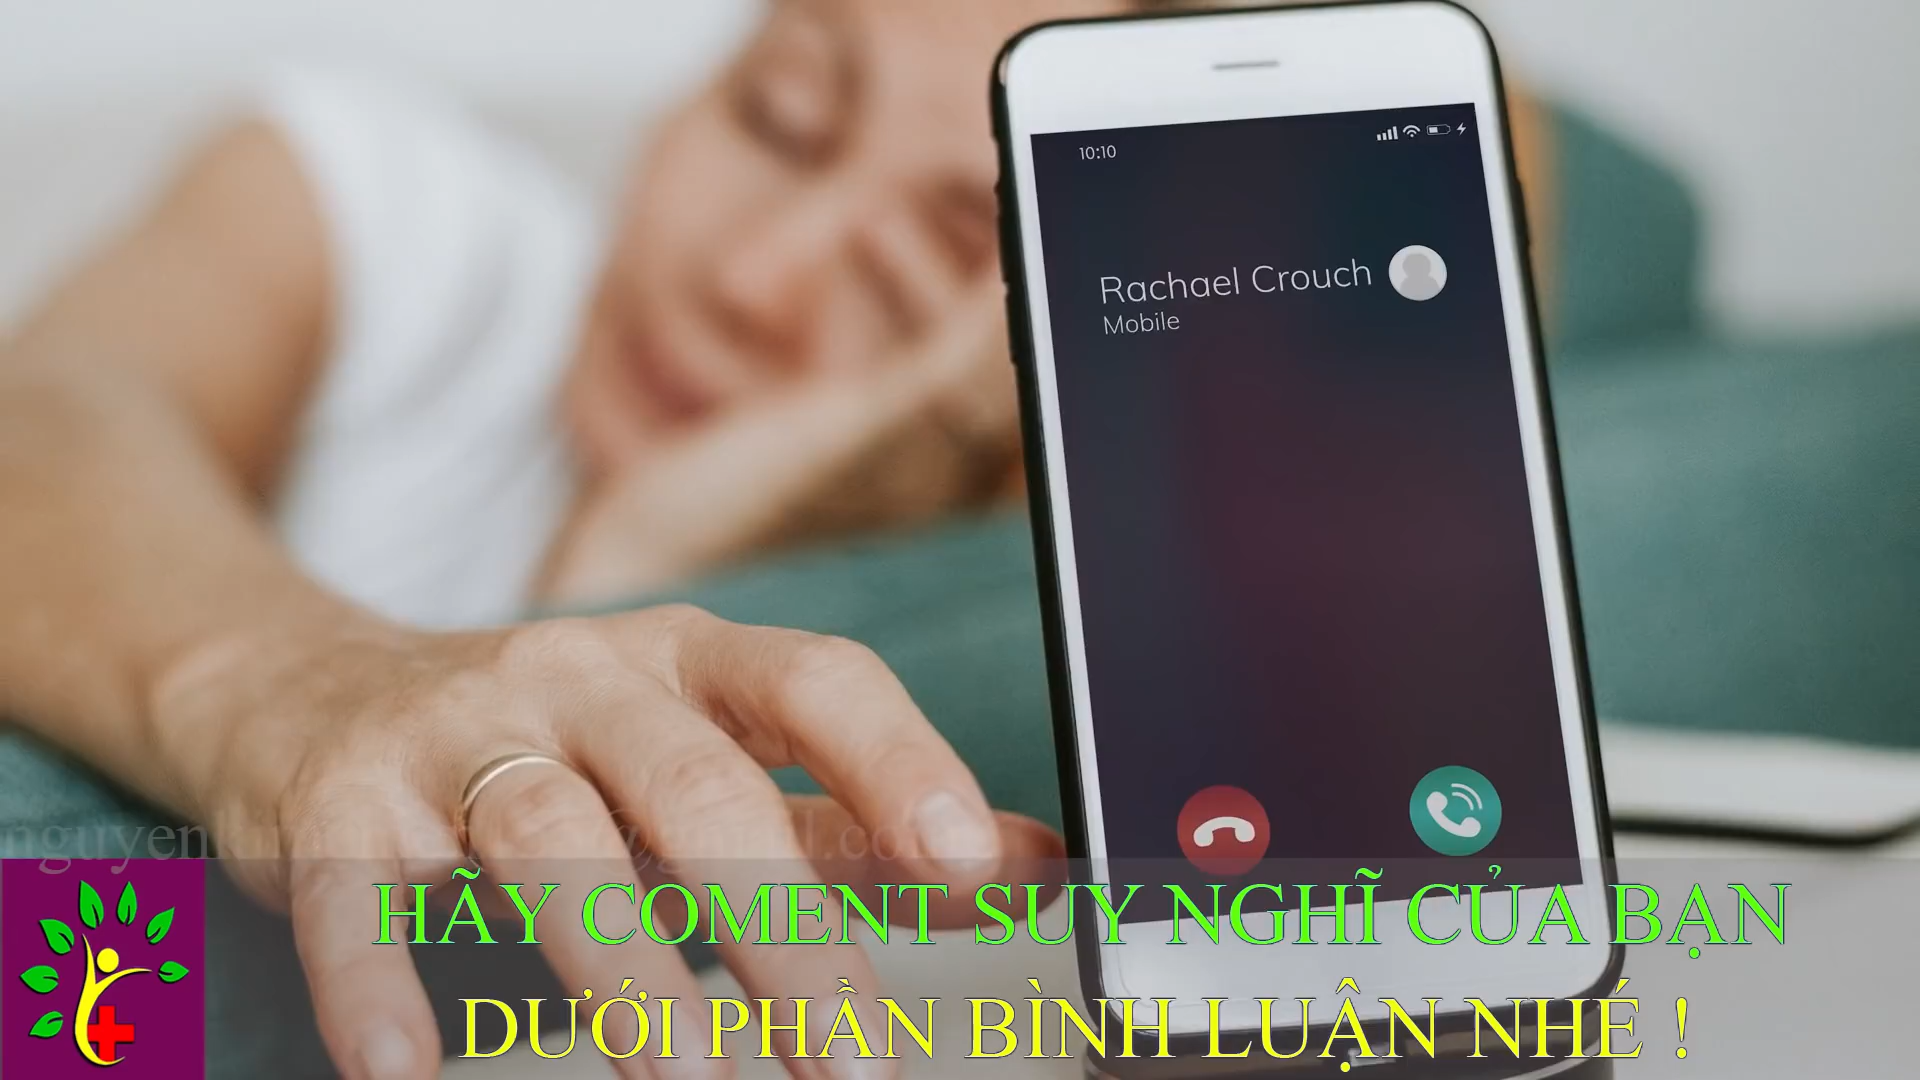 10:10
Rachael Crouch
Mobile
HÃY COMENT SUY NGHĨ CỦA BẠN
DƯỚI PHẦN BÌNH LUẬN NHÉ !